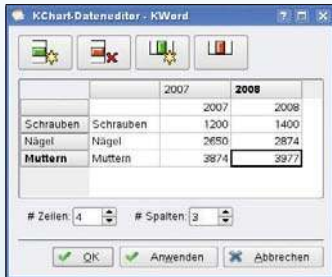 KChart-Dateneditor - KWord
2007 2008
2007 2008
Schrauben Schrauben 1200 1400
Nägel Nägel 2650 2874
Muttern Muttern 3874 3977
# Zeilen: 4 # Spalten: 3
OK Anwenden Abbrechen